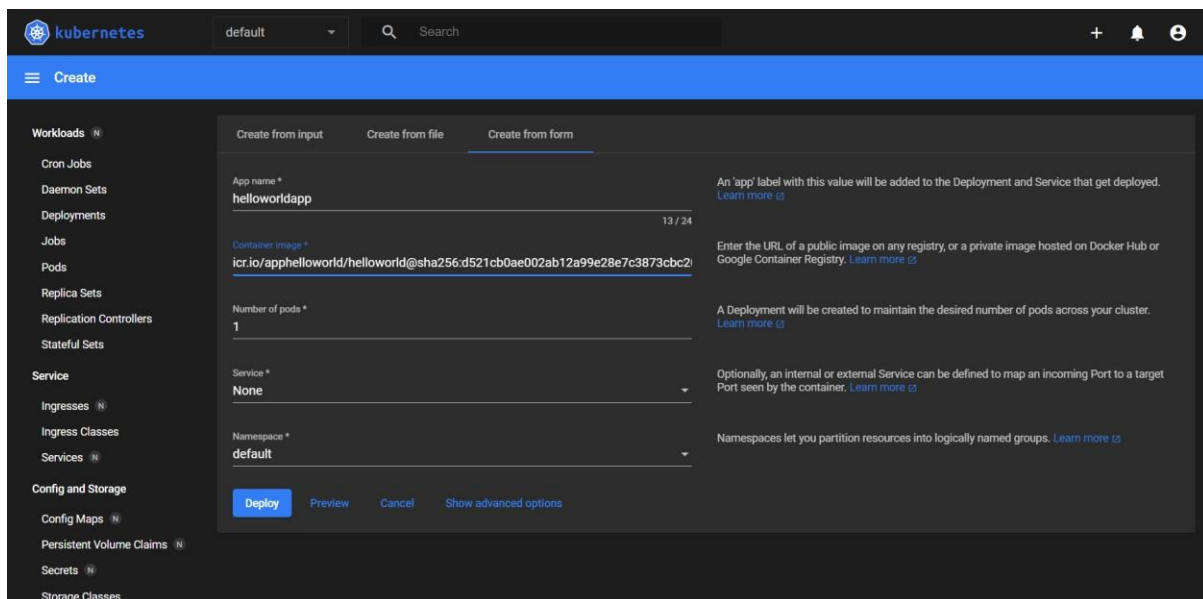 kubernetes
default
Search
Create
Workloads N
Cron Jobs
Daemon Sets
Deployments
Jobs
Pods
Replica Sets
Replication Controllers
Stateful Sets
Service
Ingresses N
Ingress Classes
Services N
Config and Storage
Config Maps N
Persistent Volume Claims N
Secrets N
Storage Classes
Create from input Create from file Create from form
App name *
helloworldapp
13 / 24
An 'app' label with this value will be added to the Deployment and Service that get deployed.
Learn more
Container image *
icr.io/apphelloworld/helloworld@sha256:d521cb0ae002ab12a99e28e7c3873cbc2
Enter the URL of a public image on any registry, or a private image hosted on Docker Hub or
Google Container Registry. Learn more
Number of pods *
1
A Deployment will be created to maintain the desired number of pods across your cluster.
Learn more
Service *
None
Optionally, an internal or external Service can be defined to map an incoming Port to a target
Port seen by the container. Learn more
Namespace *
default
Namespaces let you partition resources into logically named groups. Learn more
Deploy Preview Cancel Show advanced options